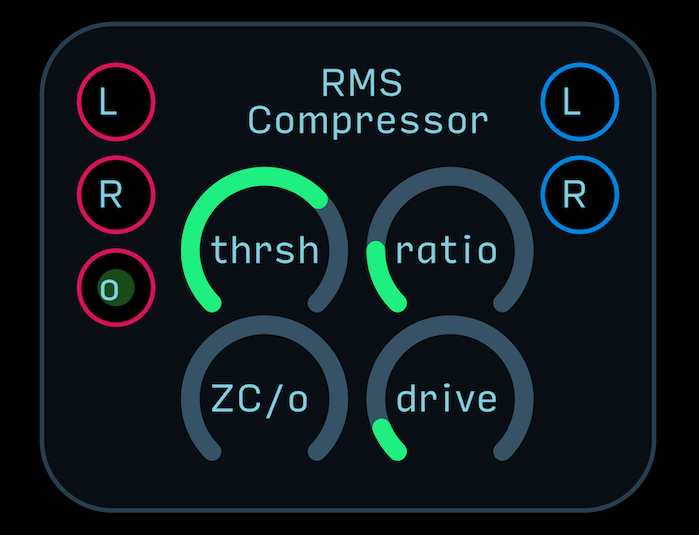 RMS
Compressor
L
L
R
R
o
thrsh
ratio
ZC/o
drive